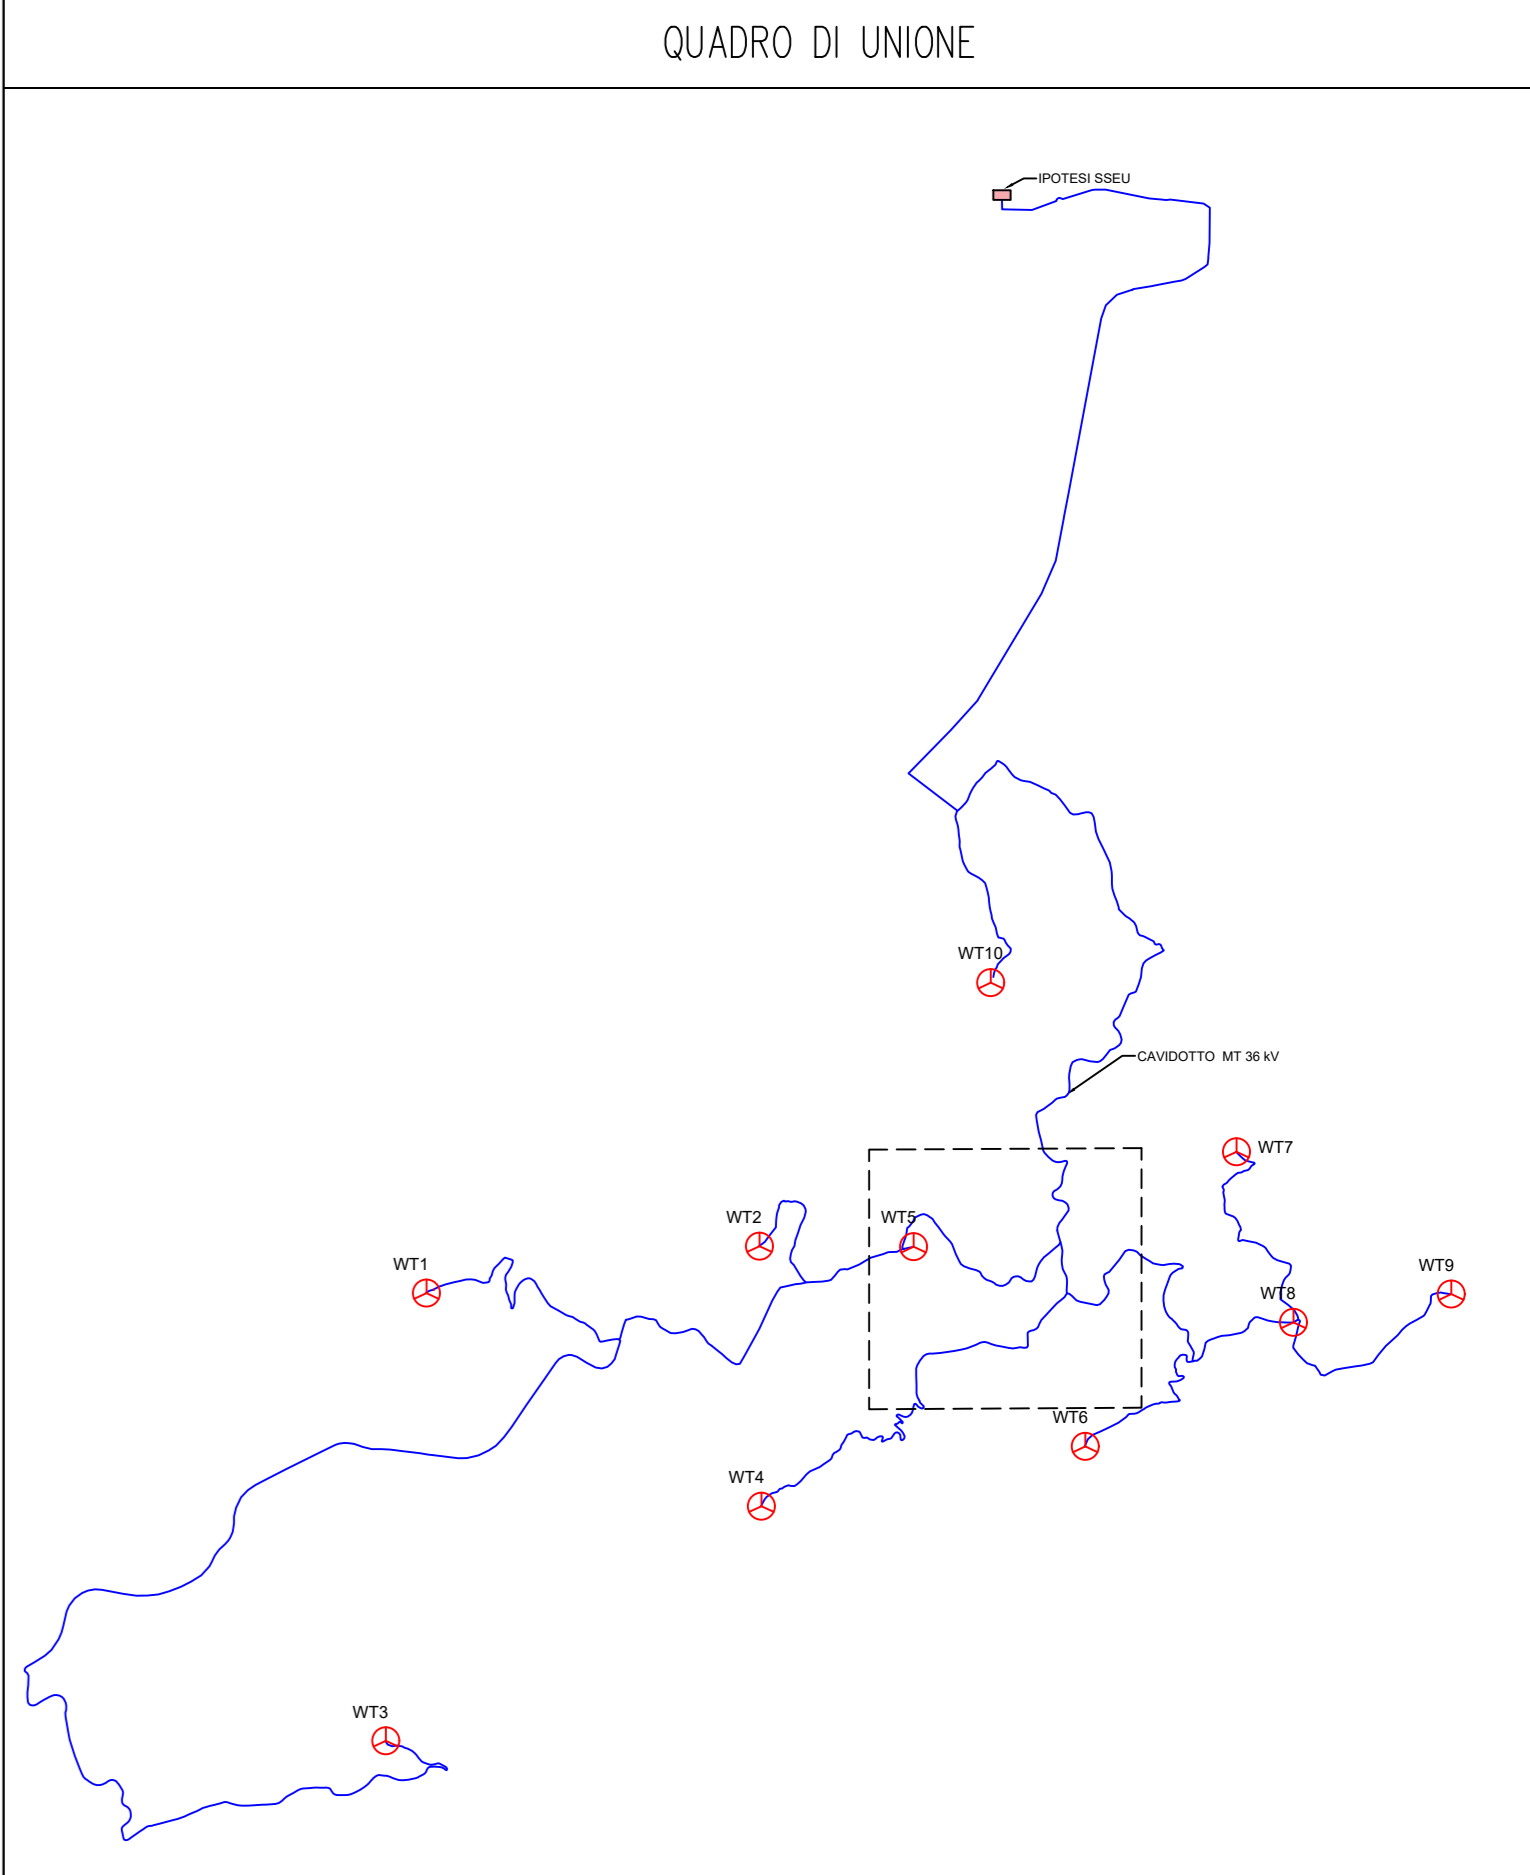 QUADRO DI UNIONE
IPOTESI SSEU
WT10
CAVIDOTTO MT 36 kV
WT7
WT2
WT5
WT1
WT9
WT8
WT6
WT4
WT3